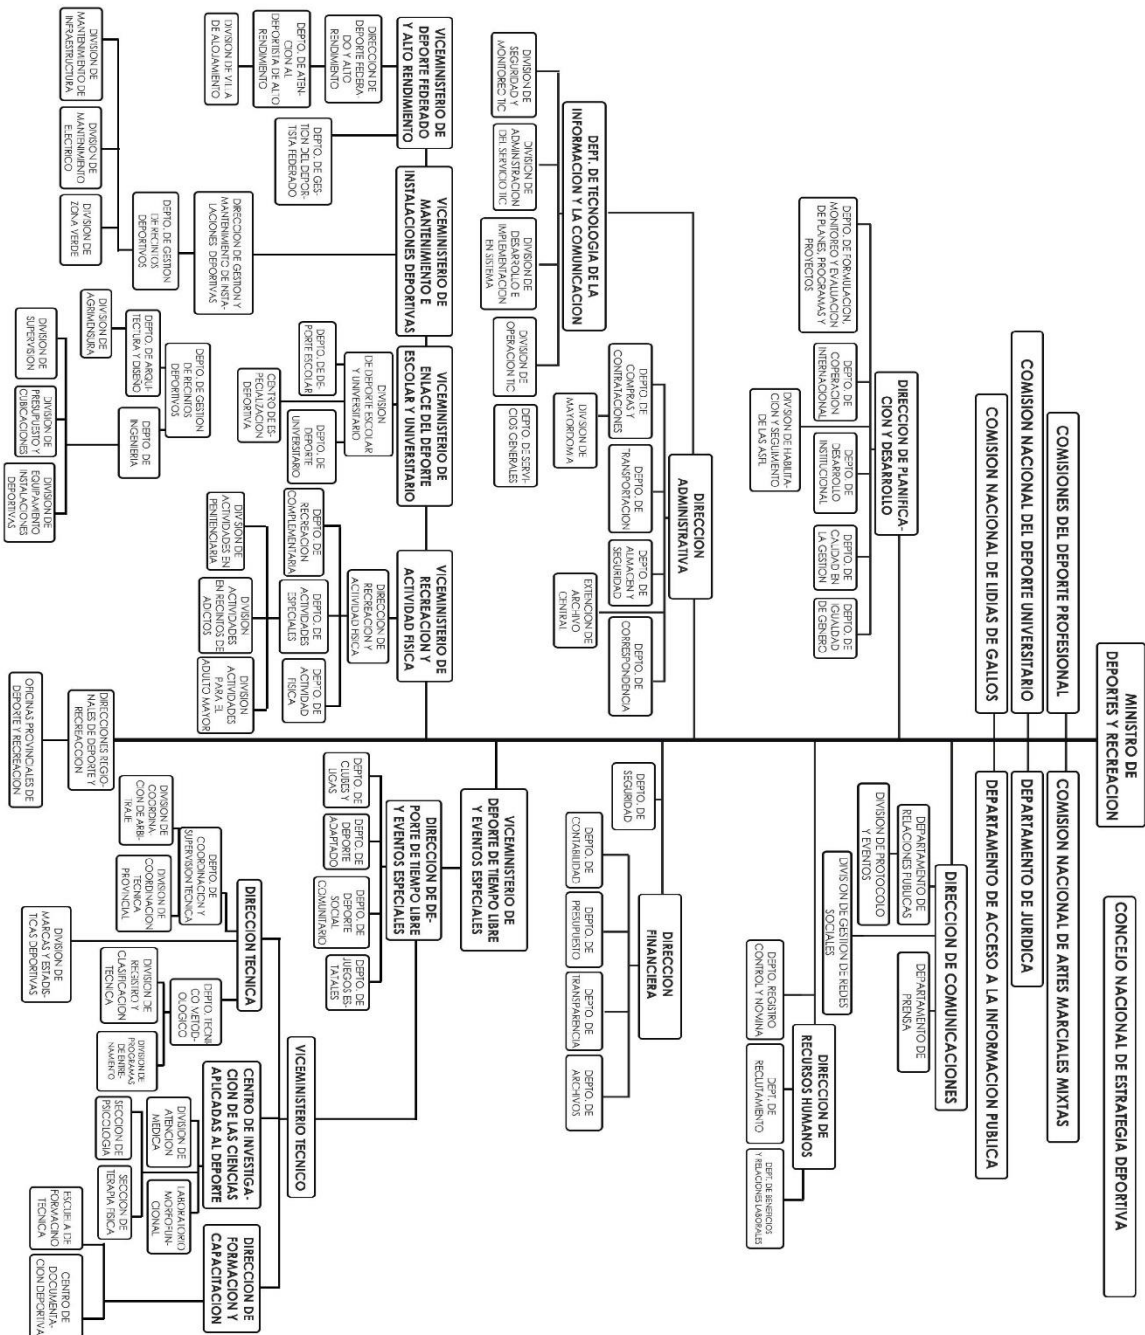 MINISTRO DE
DEPORTES Y RECREACION
CONCEJO NACIONAL DE ESTRATEGIA DEPORTIVA
COMISIONES DEL DEPORTE PROFESIONAL
COMISION NACIONAL DE ARTES MARCIALES MIXTAS
COMISION NACIONAL DEL DEPORTE UNIVERSITARIO
DEPARTAMENTO DE JURIDICA
COMISION NACIONAL DE LIDIAS DE GALLOS
DEPARTAMENTO DE ACCESO A LA INFORMACION PUBLICA
DIRECCION DE PLANIFICA-
CION Y DESARROLLO
DEPTO. DE FORMULACION,
MONITOREO Y EVALUACION
DE PLANES, PROGRAMAS Y
PROYECTOS
DEPTO. DE
COOPERACION
INTERNACIONAL
DEPTO. DE
DESARROLLO
INSTITUCIONAL
DEPTO. DE
CALIDAD EN
LA GESTION
DEPTO. DE
IGUALDAD
DE GENERO
DIVISION DE HABILITA-
CION Y SEGUIMIENTO
DE LAS ASFL
DIRECCION DE COMUNICACIONES
DEPARTAMENTO DE
RELACIONES PUBLICAS
DEPARTAMENTO DE
PRENSA
DIVISION DE PROTOCOLO
Y EVENTOS
DIVISION DE GESTION DE REDES
SOCIALES
DIRECCION DE
RECURSOS HUMANOS
DEPTO. REGISTRO
CONTROL Y NOMINA
DEPT. DE
RECLUTAMIENTO
DEPT. DE BENEFICIOS
Y RELACIONES LABORALES
DIRECCION
ADMINISTRATIVA
DEPTO. DE
COMPRAS Y
CONTRATACIONES
DEPTO. DE
TRANSPORTACION
DEPTO. DE
ALMACEN Y
SEGURIDAD
DEPTO. DE
CORRESPONDENCIA
DIVISION DE
MAYORDOMIA
EXTENCION DE
ARCHIVO
CENTRAL
DEPT. DE TECNOLOGIA DE LA
INFORMACION Y LA COMUNICACION
DIVISION DE
SEGURIDAD Y
MONITOREO TIC
DIVISION DE
ADMINISTRACION
DEL SERVICIO TIC
DIVISION DE
DESARROLLO E
IMPLEMENTACION
EN SISTEMA
DIVISION DE
OPERACION TIC
DEPTO. DE SERVI-
CIOS GENERALES
DIRECCION
FINANCIERA
DEPTO. DE
SEGURIDAD
DEPTO. DE
CONTABILIDAD
DEPTO. DE
PRESUPUESTO
DEPTO. DE
TRANSPARENCIA
DEPTO. DE
ARCHIVOS
VICEMINISTERIO DE
DEPORTE FEDERADO
Y ALTO RENDIMIENTO
DIRECCION DE
DEPORTE FEDERA-
DO Y ALTO
RENDIMIENTO
DEPTO. DE ATEN-
CION AL
DEPORTISTA DE ALTO
RENDIMIENTO
DIVISION DE VILLA
DE ALOJAMIENTO
DEPTO. DE GES-
TION DEL DEPOR-
TISTA FEDERADO
VICEMINISTERIO DE
MANTENIMIENTO E
INSTALACIONES DEPORTIVAS
DIRECCION DE GESTION Y
MANTENIMIENTO DE INSTA-
LACIONES DEPORTIVAS
DEPTO. DE GESTION
DE RECINTOS
DEPORTIVOS
DIVISION DE
MANTENIMIENTO DE
INFRAESTRUCTURA
DIVISION DE
MANTENIMIENTO
ELECTRICO
DIVISION DE
ZONA VERDE
DEPTO. DE GESTION
DE RECINTOS
DEPORTIVOS
DEPTO. DE ARQUI-
TECTURA Y DISEÑO
DIVISION DE
AGRIMENSURA
DEPTO. DE
INGENIERIA
DIVISION DE
SUPERVISION
DIVISION DE
PRESUPUESTO Y
CUBICACIONES
DIVISION DE
EQUIPAMIENTO
INSTALACIONES
DEPORTIVAS
VICEMINISTERIO DE
ENLACE DEL DEPORTE
ESCOLAR Y UNIVERSITARIO
DIVISION
DE DEPORTE ESCOLAR
Y UNIVERSITARIO
DEPTO. DE DE-
PORTE ESCOLAR
DEPTO. DE
DEPORTE
UNIVERSITARIO
CENTRO DE ES-
PECIALIZACION
DEPORTIVA
VICEMINISTERIO DE
RECREACION Y
ACTIVIDAD FISICA
DIRECCION DE
RECREACION Y
ACTIVIDAD FISICA
DEPTO. DE
RECREACION
COMPLEMENTARIA
DEPTO. DE
ACTIVIDADES
ESPECIALES
DEPTO. DE
ACTIVIDAD
FISICA
DIVISION DE
ACTIVIDADES EN
PENITENCIARIA
DIVISION
ACTIVIDADES
EN RECINTOS DE
ADICTOS
DIVISION
ACTIVIDADES
PARA EL
ADULTO MAYOR
DIRECCIONES REGIO-
NALES DE DEPORTE Y
RECREACCION
OFICINAS PROVINCIALES DE
DEPORTE Y RECREACION
VICEMINISTERIO DE
DEPORTE DE TIEMPO LIBRE
Y EVENTOS ESPECIALES
DIRECCION DE DE-
PORTE DE TIEMPO LIBRE
Y EVENTOS ESPECIALES
DEPTO. DE
CLUBES Y
LIGAS
DEPTO. DE
DEPORTE
ADAPTADO
DEPTO. DE
DEPORTE
SOCIAL
COMUNITARIO
DEPTO. DE
JUEGOS ES-
TATALES
VICEMINISTERIO TECNICO
DIRECCION TECNICA
DEPTO. DE
COORDINACION Y
SUPERVISION TECNICA
DIVISION DE
COORDINA-
CION DE ARBI-
TRAJE
DIVISION DE
COORDINACION
TECNICA
PROVINCIAL
DEPTO. TECNI-
CO METODO-
OLOGICO
DIVISION DE
REGISTRO Y
CLASIFICACION
TECNICA
DIVISION DE
PROGRAMAS
DE ENTRE-
NAMIENTO
DIVISION DE
MARCAS Y ESTADIS-
TICAS DEPORTIVAS
CENTRO DE INVESTIGA-
CION DE LAS CIENCIAS
APLICADAS AL DEPORTE
DIVISION DE
ATENCION
MEDICA
LABORATORIO
MORFOFUN-
CIONAL
SECCION DE
PSICOLOGIA
SECCION DE
TERAPIA FISICA
DIRECCION DE
FORMACION Y
CAPACITACION
ESCUELA DE
FORMACINO
TECNICA
CENTRO DE
DOCUMENTA-
CION DEPORTIVA